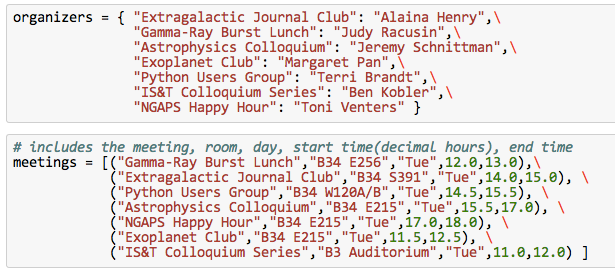 organizers = { "Extragalactic Journal Club": "Alaina Henry",\
"Gamma-Ray Burst Lunch": "Judy Racusin",\
"Astrophysics Colloquium": "Jeremy Schnittman",\
"Exoplanet Club": "Margaret Pan",\
"Python Users Group": "Terri Brandt",\
"IS&T Colloquium Series": "Ben Kobler",\
"NGAPS Happy Hour": "Toni Venters" }
# includes the meeting, room, day, start time(decimal hours), end time
meetings = [("Gamma-Ray Burst Lunch","B34 E256","Tue",12.0,13.0),\
("Extragalactic Journal Club","B34 S391","Tue",14.0,15.0), \
("Python Users Group","B34 W120A/B","Tue",14.5,15.5), \
("Astrophysics Colloquium","B34 E215","Tue",15.5,17.0), \
("NGAPS Happy Hour","B34 E215","Tue",17.0,18.0), \
("Exoplanet Club","B34 E215","Tue",11.5,12.5), \
("IS&T Colloquium Series","B3 Auditorium","Tue",11.0,12.0) ]